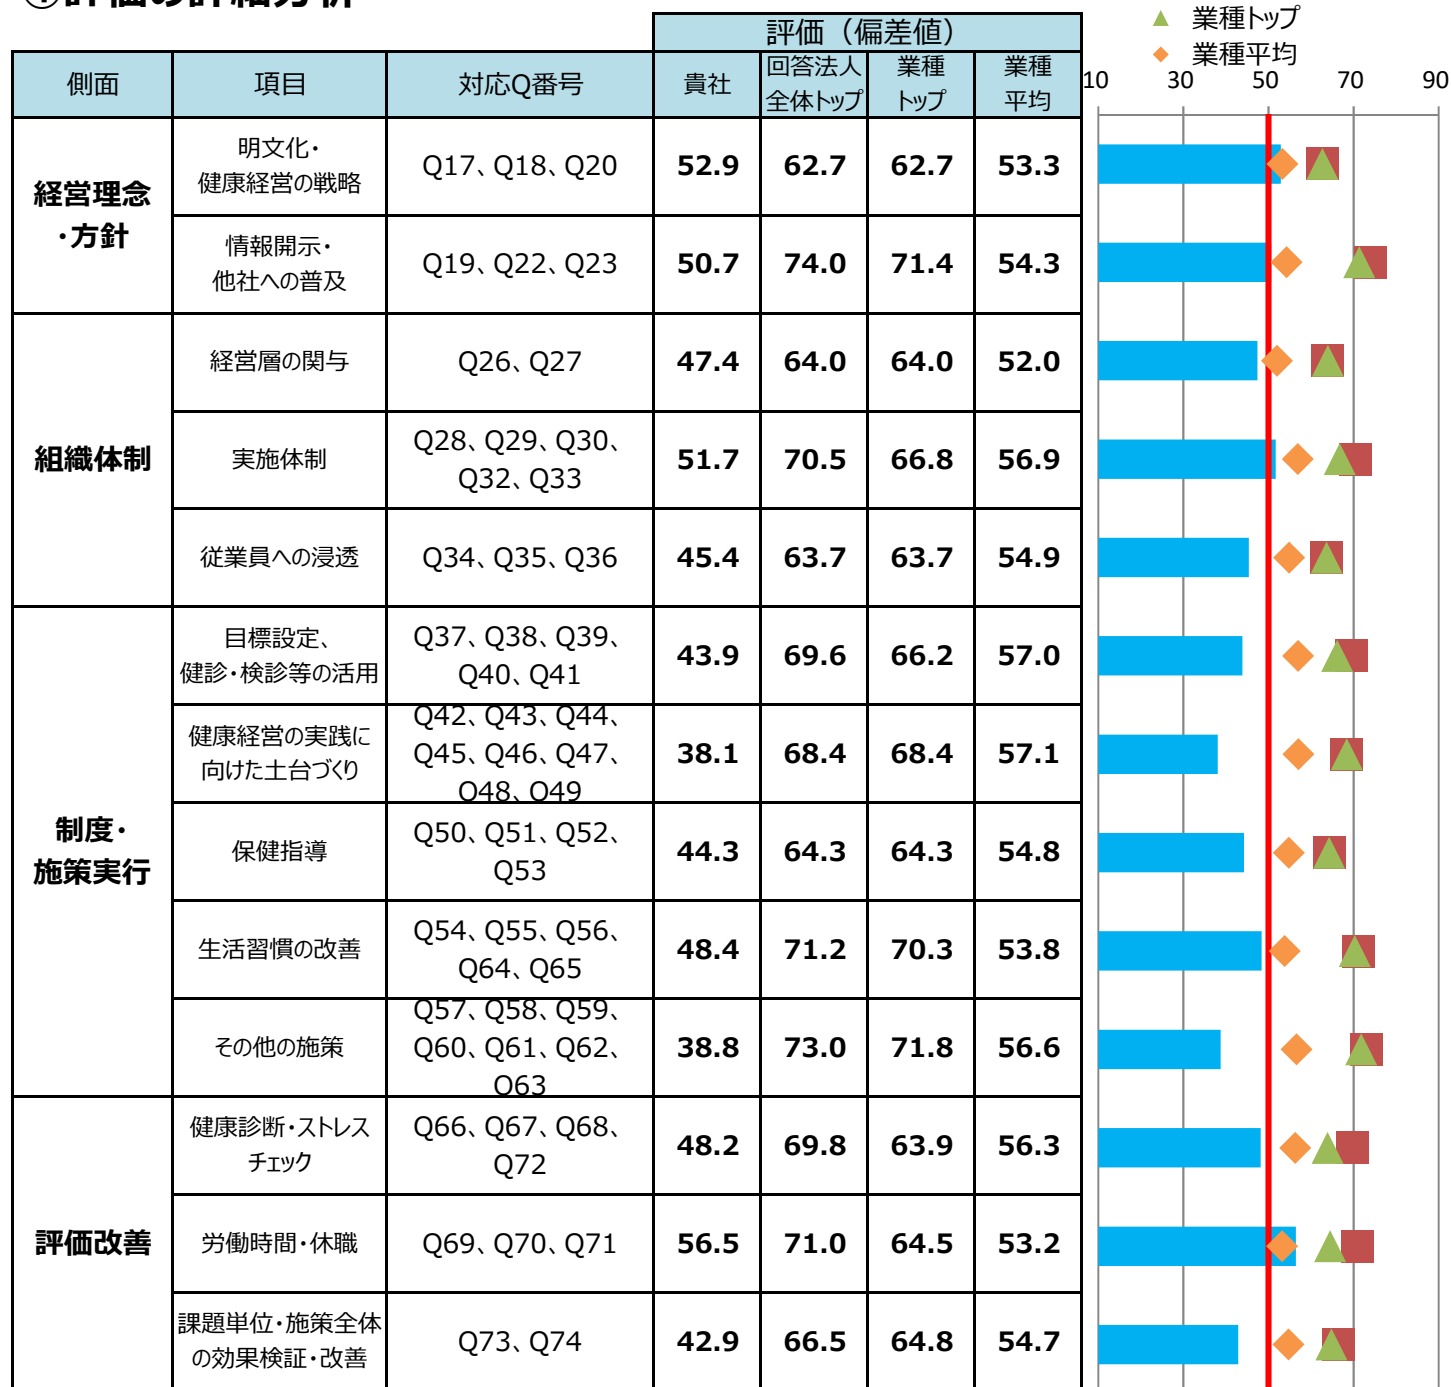 ①評価の詳細分析
▲ 業種トップ
◆ 業種平均
評価（偏差値）
側面 項目 対応Q番号 貴社 回答法人全体トップ 業種トップ 業種平均
10 30 50 70 90
経営理念・方針
明文化・健康経営の戦略 Q17、Q18、Q20 52.9 62.7 62.7 53.3
情報開示・他社への普及 Q19、Q22、Q23 50.7 74.0 71.4 54.3
組織体制
経営層の関与 Q26、Q27 47.4 64.0 64.0 52.0
実施体制 Q28、Q29、Q30、Q32、Q33 51.7 70.5 66.8 56.9
従業員への浸透 Q34、Q35、Q36 45.4 63.7 63.7 54.9
制度・施策実行
目標設定、健診・検診等の活用 Q37、Q38、Q39、Q40、Q41 43.9 69.6 66.2 57.0
健康経営の実践に向けた土台づくり Q42、Q43、Q44、Q45、Q46、Q47、Q48、Q49 38.1 68.4 68.4 57.1
保健指導 Q50、Q51、Q52、Q53 44.3 64.3 64.3 54.8
生活習慣の改善 Q54、Q55、Q56、Q64、Q65 48.4 71.2 70.3 53.8
その他の施策 Q57、Q58、Q59、Q60、Q61、Q62、Q63 38.8 73.0 71.8 56.6
評価改善
健康診断・ストレスチェック Q66、Q67、Q68、Q72 48.2 69.8 63.9 56.3
労働時間・休職 Q69、Q70、Q71 56.5 71.0 64.5 53.2
課題単位・施策全体の効果検証・改善 Q73、Q74 42.9 66.5 64.8 54.7